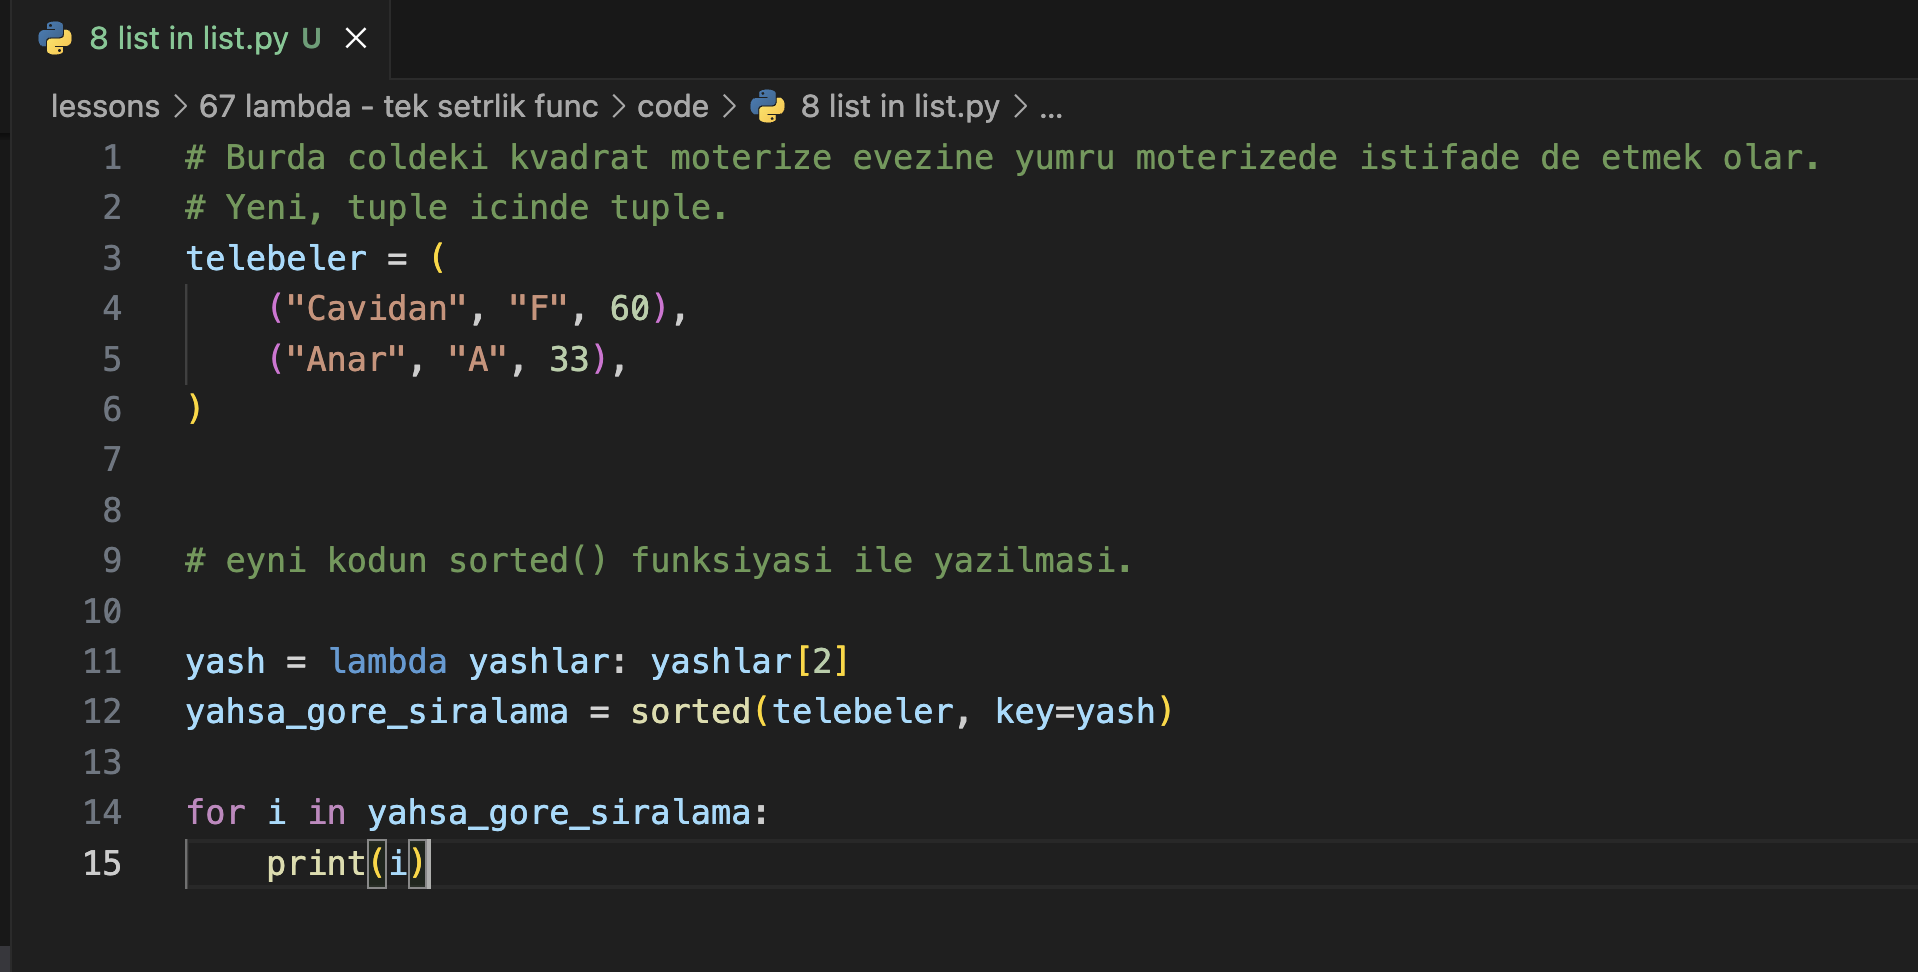 8 list in list.py U
lessons > 67 lambda - tek setrlik func > code > 8 list in list.py > ...
1 # Burda coldeki kvadrat moterize evezine yumru moterizede istifade de etmek olar.
2 # Yeni, tuple icinde tuple.
3 telebeler = (
4     ("Cavidan", "F", 60),
5     ("Anar", "A", 33),
6 )
7
8
9 # eyni kodun sorted() funksiyasi ile yazilmasi.
10
11 yash = lambda yashlar: yashlar[2]
12 yahsa_gore_siralama = sorted(telebeler, key=yash)
13
14 for i in yahsa_gore_siralama:
15     print(i)